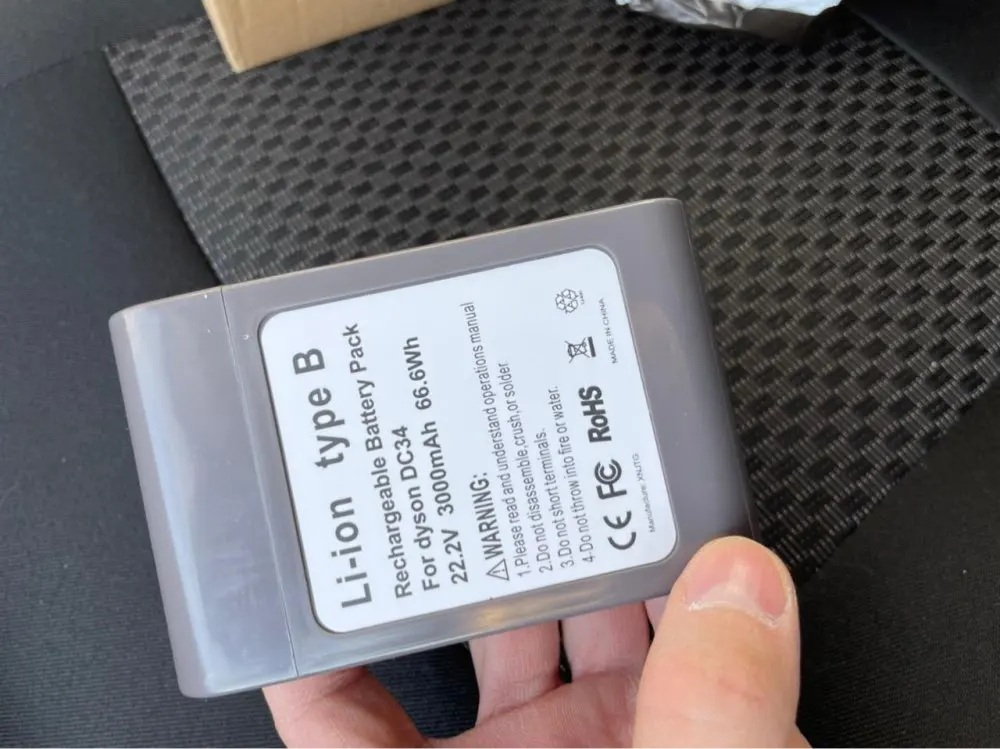 Li-ion type B
Rechargeable Battery Pack
For dyson DC34
22.2V 3000mAh 66.6Wh
⚠WARNING:
1.Please read and understand operations manual
2.Do not disassemble,crush,or solder
3.Do not short terminals.
4.Do not throw into fire or water.
CE FC RoHS
Manufacture: XNJTG
MADE IN CHINA